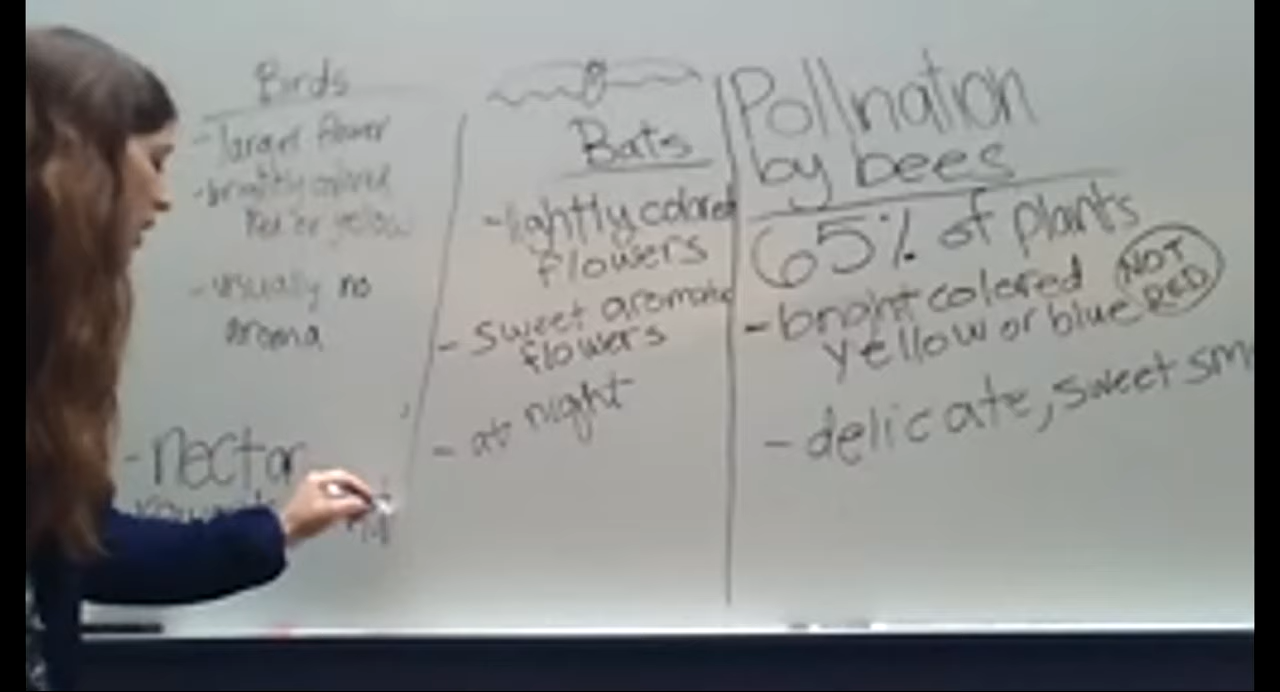 Birds
- larger flower
- brightly colored
Red or yellow
- usually no
aroma
- nectar
Bats
- lightly colored
flowers
- sweet aromatic
flowers
- at night
Pollination
by bees
65% of plants
- bright colored
yellow or blue
NOT
RED
- delicate, sweet sm